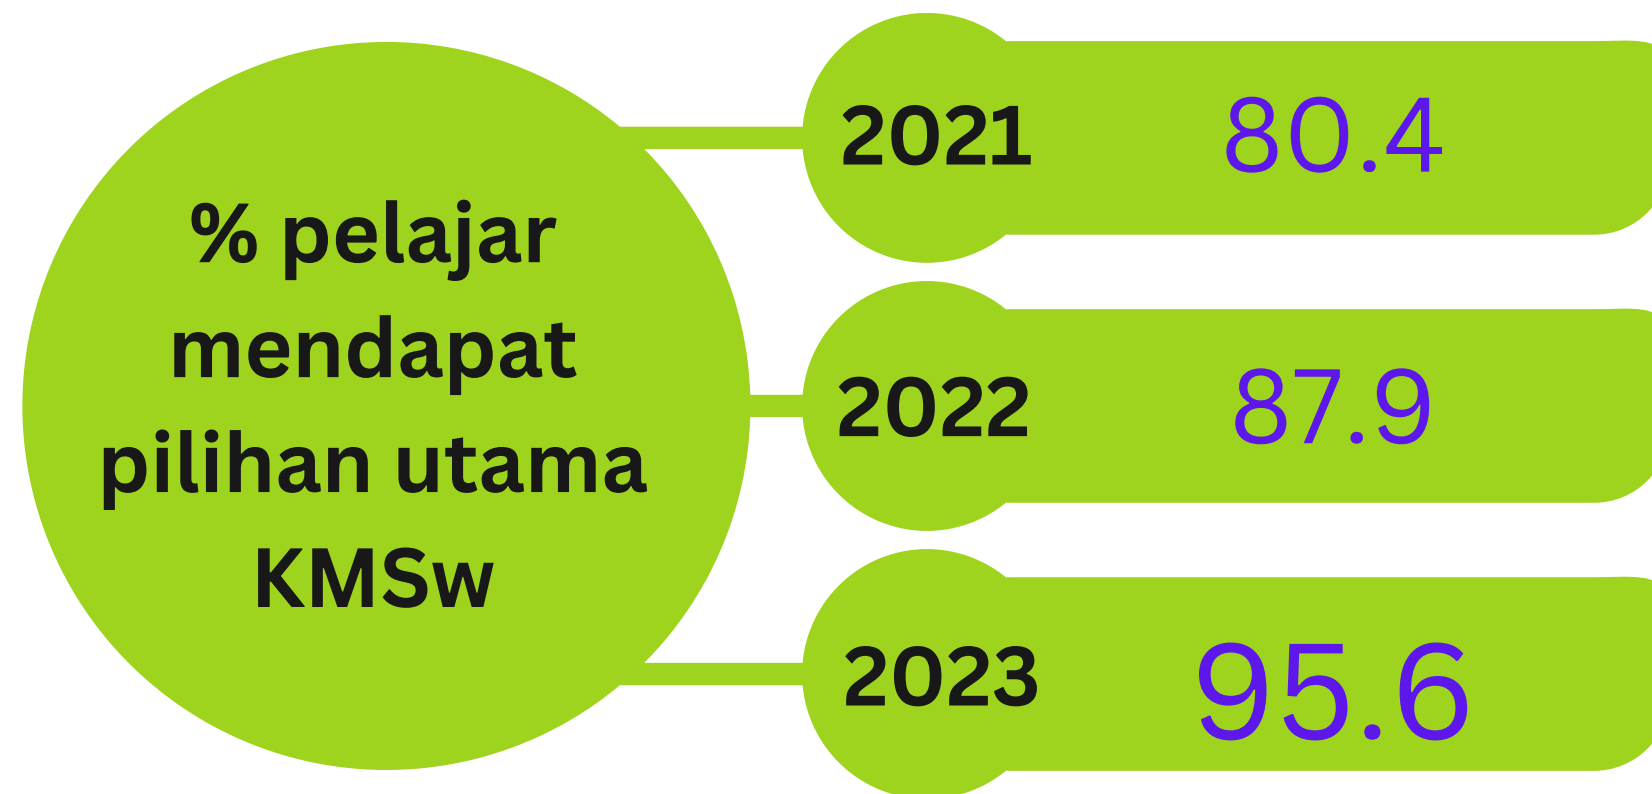 % pelajar
mendapat
pilihan utama
KMSw
2021 80.4
2022 87.9
2023 95.6